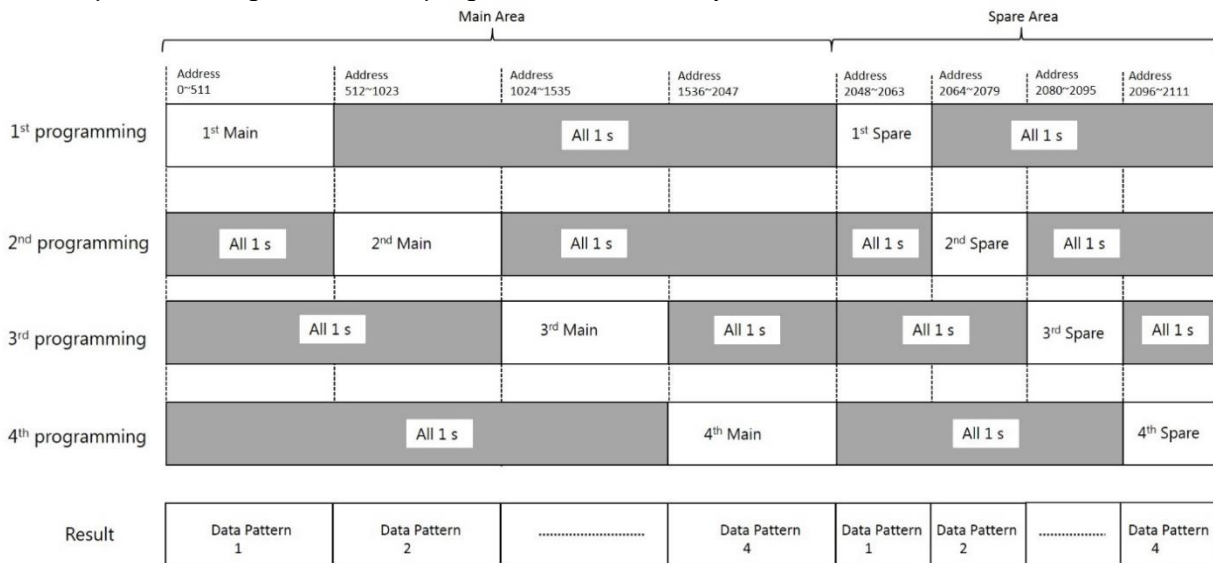 Main Area Spare Area
Address Address Address Address Address Address Address Address
0~511 512~1023 1024~1535 1536~2047 2048~2063 2064~2079 2080~2095 2096~2111
1st programming 1st Main All 1 s 1st Spare All 1 s
2nd programming All 1 s 2nd Main All 1 s All 1 s 2nd Spare All 1 s
3rd programming All 1 s 3rd Main All 1 s All 1 s 3rd Spare All 1 s
4th programming All 1 s 4th Main All 1 s 4th Spare
Result Data Pattern Data Pattern ............................ Data Pattern Data Pattern Data Pattern .................. Data Pattern
1 2 4 1 2 4